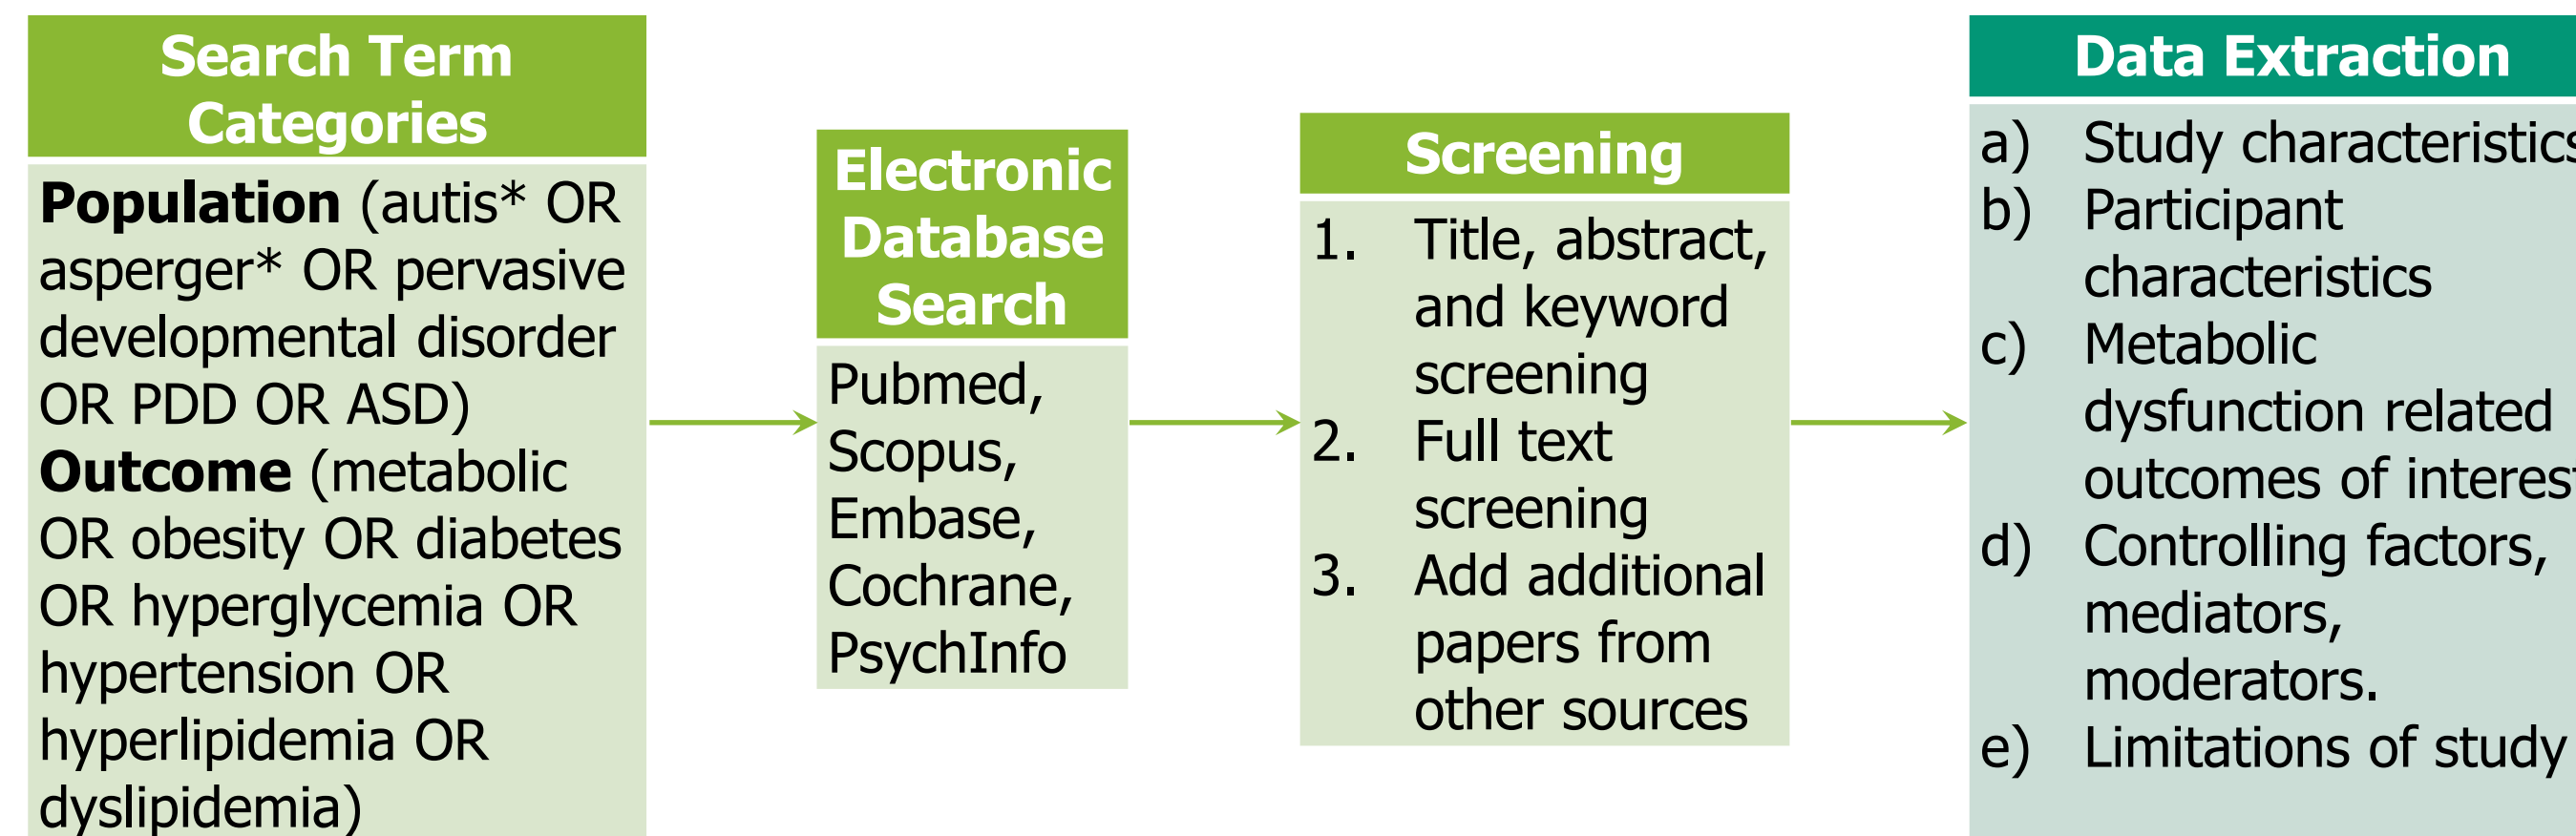 Search Term
Categories
Population (autis* OR
asperger* OR pervasive
developmental disorder
OR PDD OR ASD)
Outcome (metabolic
OR obesity OR diabetes
OR hyperglycemia OR
hypertension OR
hyperlipidemia OR
dyslipidemia)
Electronic
Database
Search
Pubmed,
Scopus,
Embase,
Cochrane,
PsychInfo
Screening
1. Title, abstract,
and keyword
screening
2. Full text
screening
3. Add additional
papers from
other sources
Data Extraction
a) Study characteristics
b) Participant
characteristics
c) Metabolic
dysfunction related
outcomes of interest
d) Controlling factors,
mediators,
moderators.
e) Limitations of study